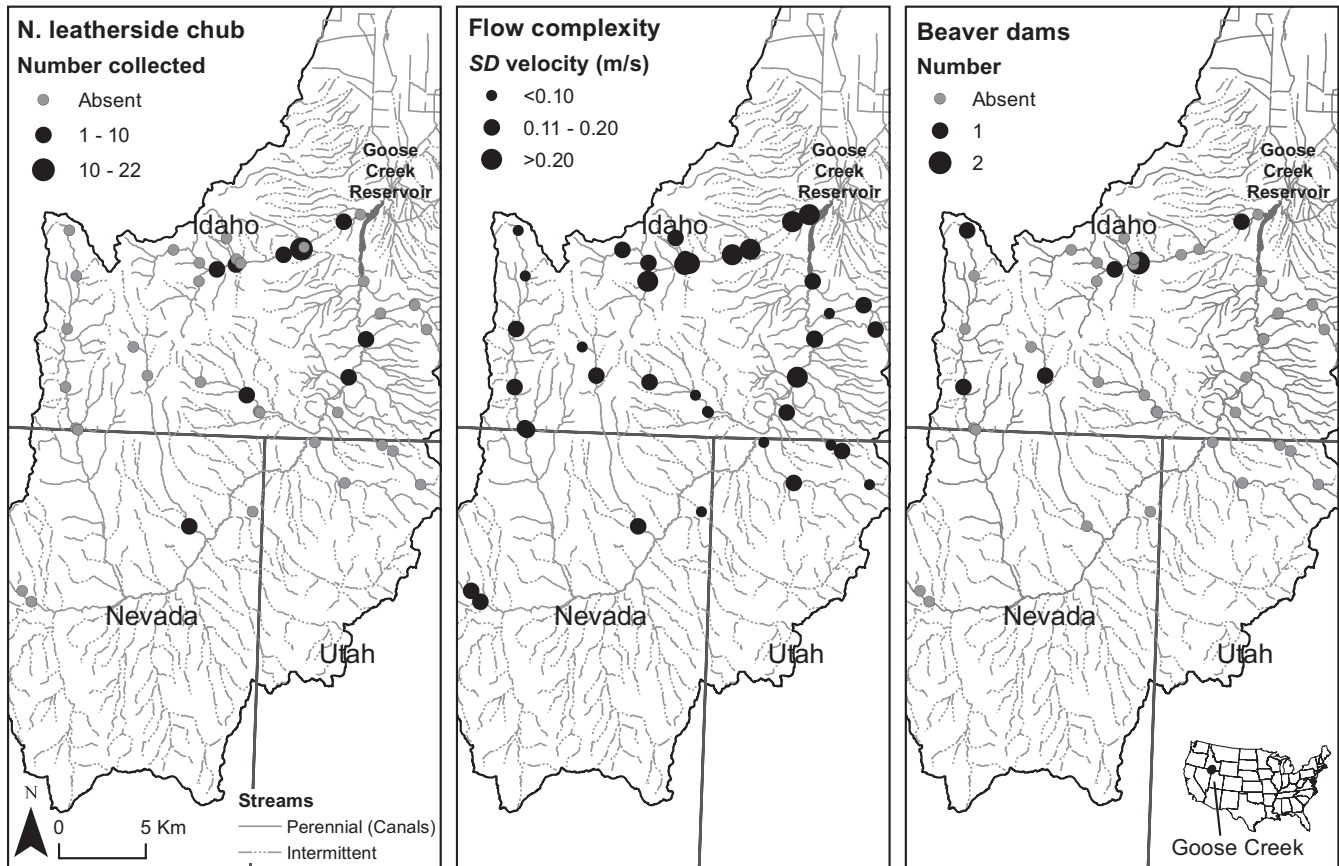 N. leatherside chub
Number collected
Absent
1 - 10
10 - 22
Goose
Creek
Reservoir
Idaho
Nevada
Utah
N
0 5 Km
Streams
Perennial (Canals)
Intermittent
Flow complexity
SD velocity (m/s)
<0.10
0.11 - 0.20
>0.20
Goose
Creek
Reservoir
Idaho
Nevada
Utah
Beaver dams
Number
Absent
1
2
Goose
Creek
Reservoir
Idaho
Nevada
Utah
Goose Creek